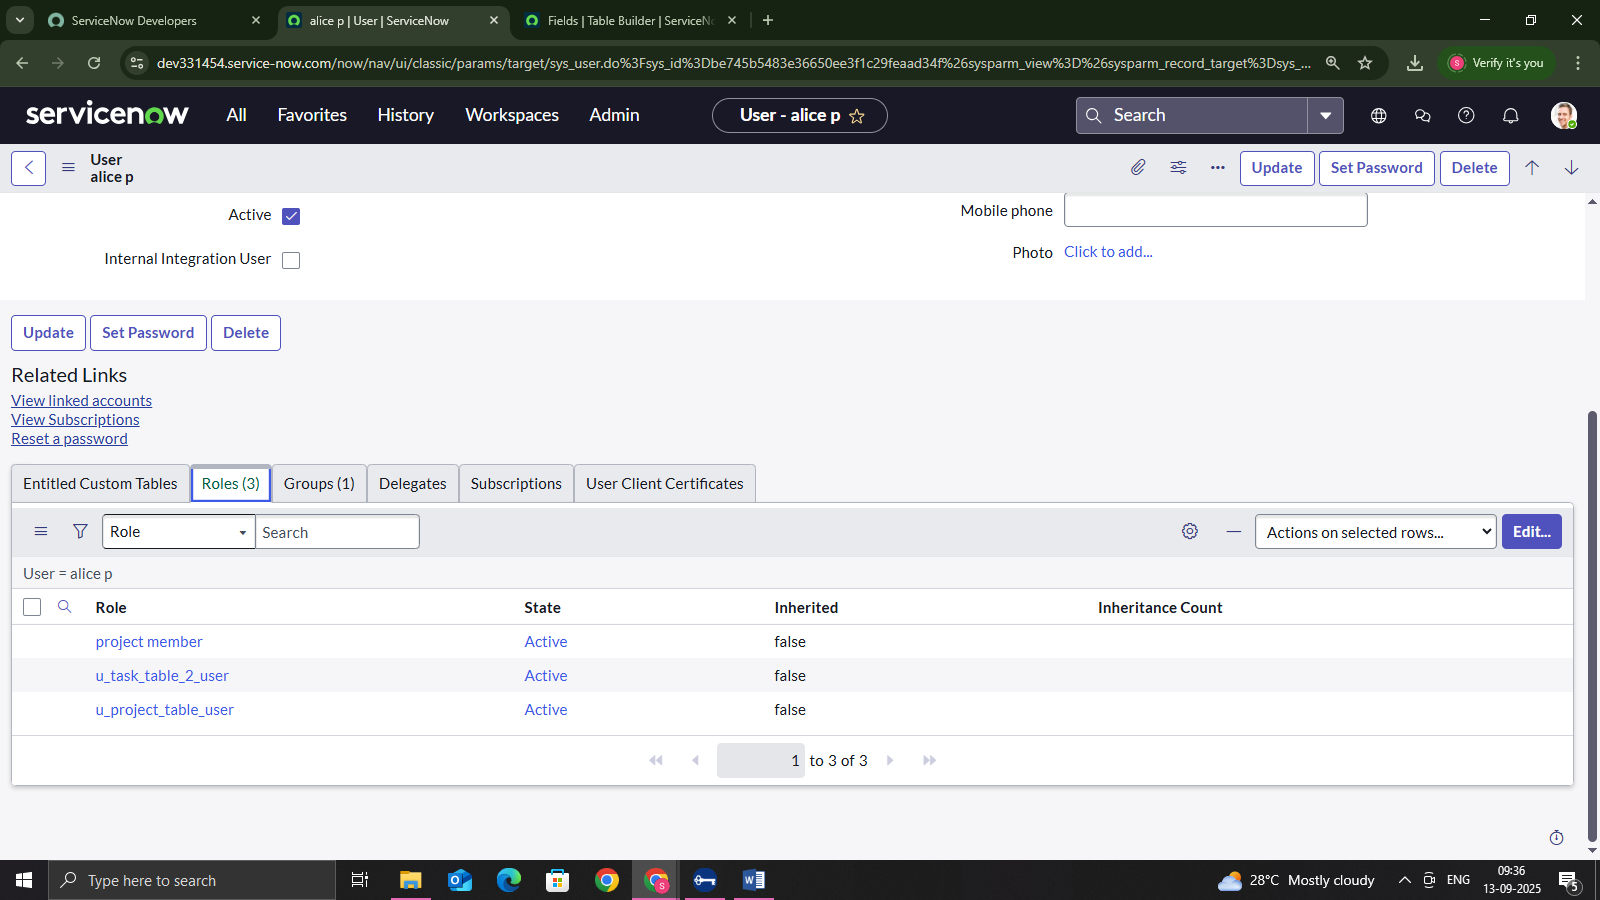 ServiceNow Developers
alice p | User | ServiceNow
Fields | Table Builder | ServiceNo
dev331454.service-now.com/now/nav/ui/classic/params/target/sys_user.do%3Fsys_id%3Dbe745b5483e36650ee3f1c29feaad34f%26sysparm_view%3D%26sysparm_record_target%3Dsys_...
S
Verify it's you
servicenow
All
Favorites
History
Workspaces
Admin
User - alice p
Search
User
alice p
Update
Set Password
Delete
Active
Mobile phone
Internal Integration User
Photo
Click to add...
Update
Set Password
Delete
Related Links
View linked accounts
View Subscriptions
Reset a password
Entitled Custom Tables
Roles (3)
Groups (1)
Delegates
Subscriptions
User Client Certificates
Role
Search
Actions on selected rows...
Edit...
User = alice p
Role
State
Inherited
Inheritance Count
project member
Active
false
u_task_table_2_user
Active
false
u_project_table_user
Active
false
1 to 3 of 3
Type here to search
28°C Mostly cloudy
ENG
09:36
13-09-2025
5